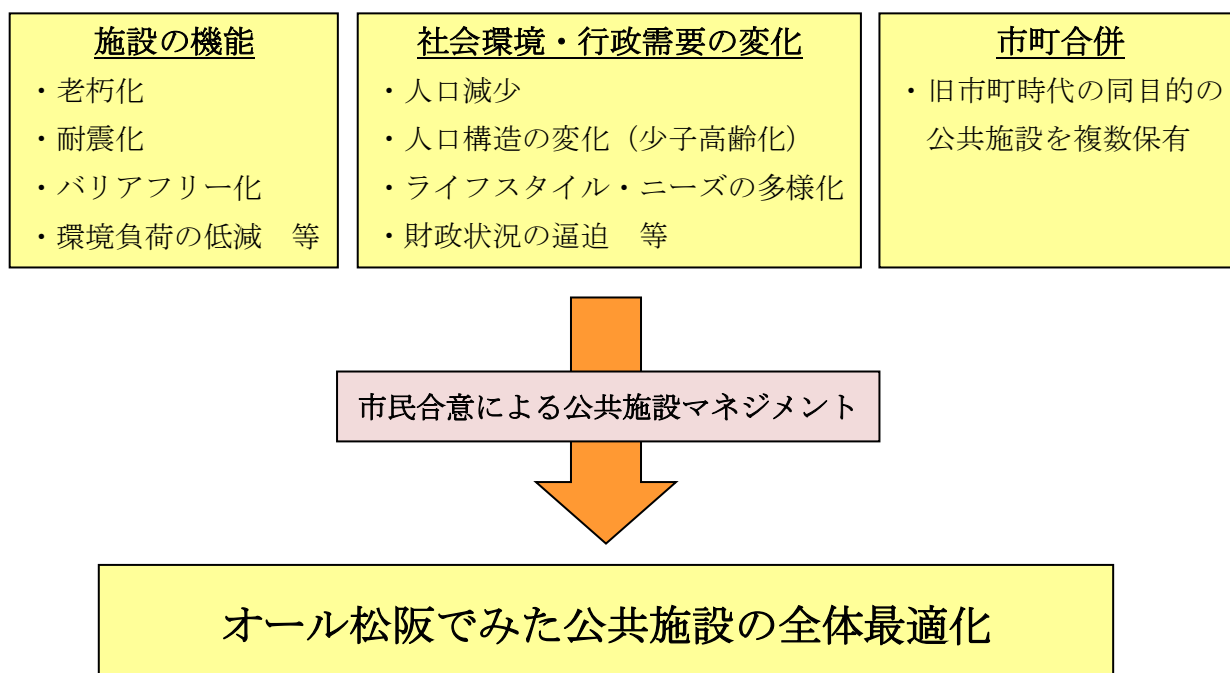 施設の機能
・老朽化
・耐震化
・バリアフリー化
・環境負荷の低減　等
社会環境・行政需要の変化
・人口減少
・人口構造の変化（少子高齢化）
・ライフスタイル・ニーズの多様化
・財政状況の逼迫　等
市町合併
・旧市町時代の同目的の
公共施設を複数保有
市民合意による公共施設マネジメント
オール松阪でみた公共施設の全体最適化